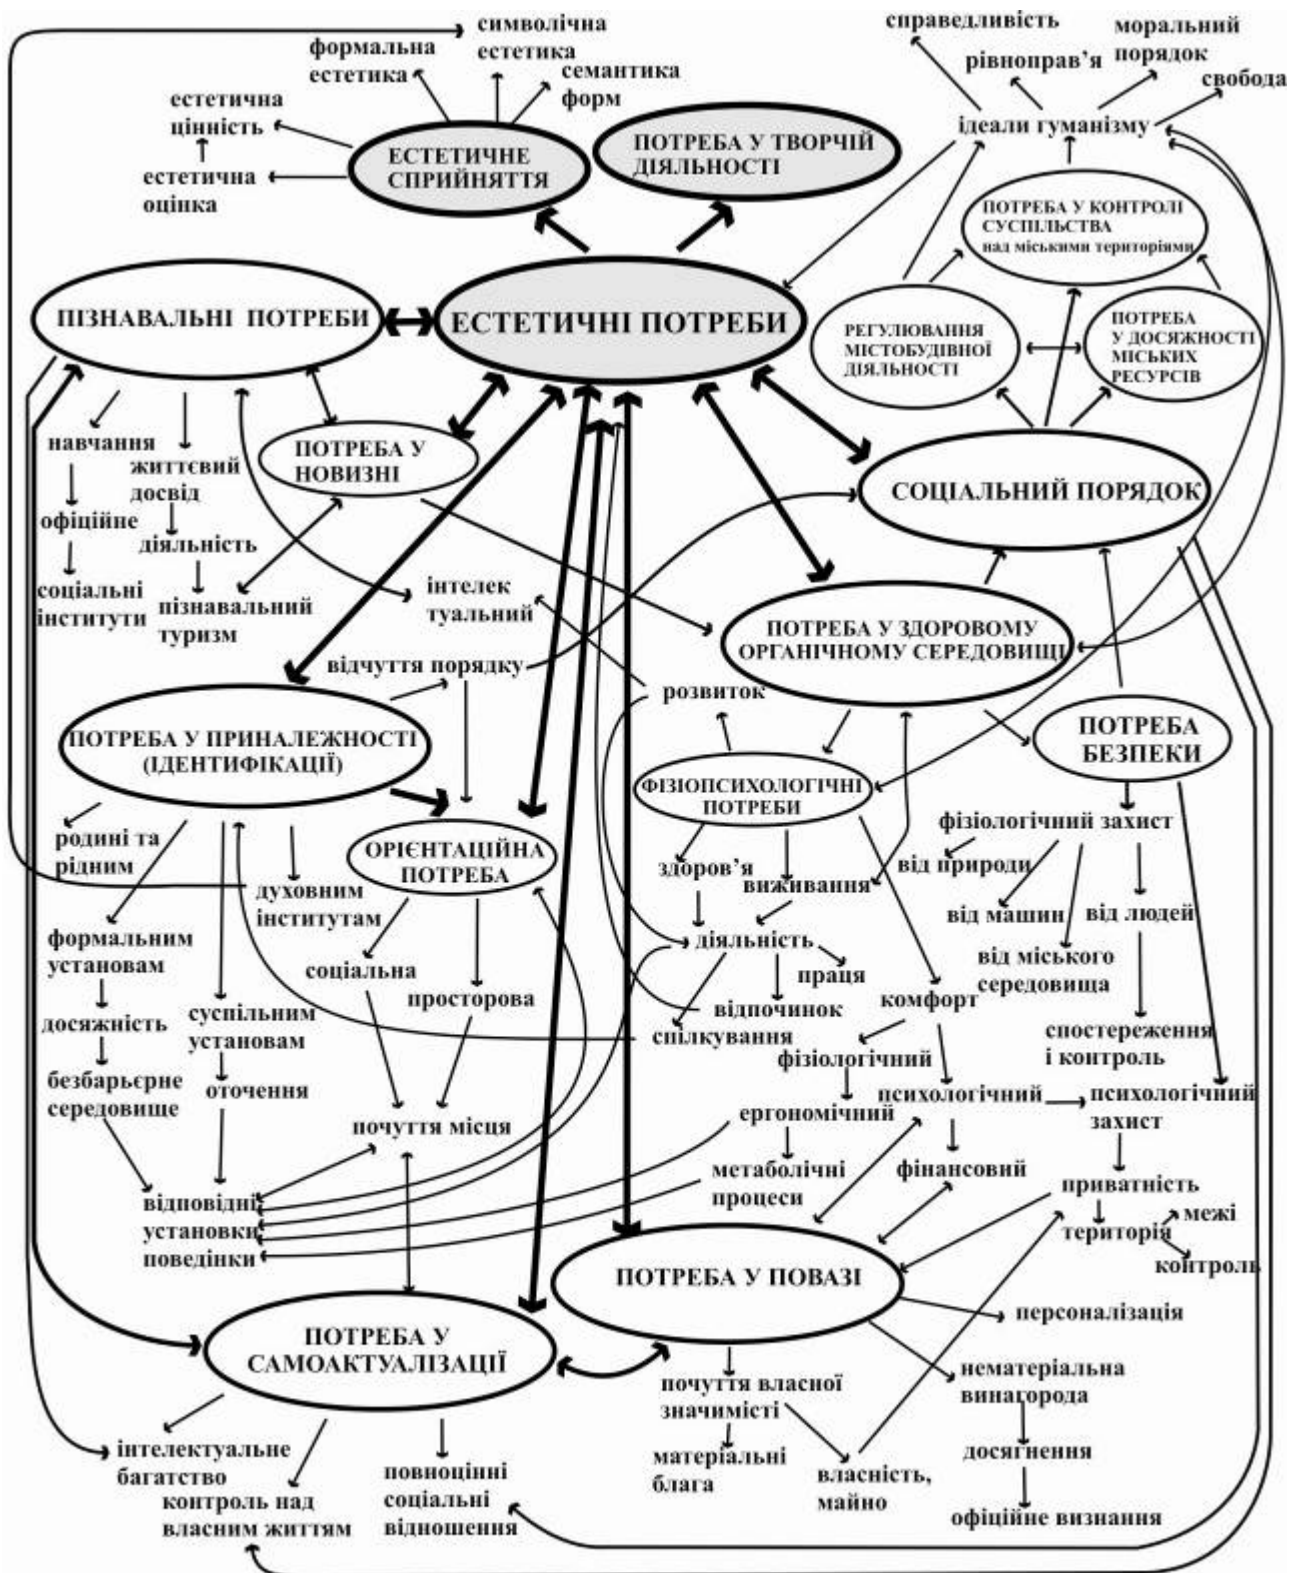 символічна
естетика
формальна
естетика
семантика
форм
естетична
цінність
естетична
оцінка
ЕСТЕТИЧНЕ
СПРИЙНЯТТЯ
ПОТРЕБА У ТВОРЧІЙ
ДІЯЛЬНОСТІ
справедливість
моральний
порядок
рівноправ’я
свобода
ідеали гуманізму
ПОТРЕБА У КОНТРОЛІ
СУСПІЛЬСТВА
над міськими територіями
ПІЗНАВАЛЬНІ ПОТРЕБИ
ЕСТЕТИЧНІ ПОТРЕБИ
РЕГУЛЮВАННЯ
МІСТОБУДІВНОЇ
ДІЯЛЬНОСТІ
ПОТРЕБА
У ДОСЯЖНОСТІ
МІСЬКИХ
РЕСУРСІВ
навчання
офіційне
соціальні
інститути
життєвий
досвід
діяльність
пізнавальний
туризм
ПОТРЕБА У
НОВИЗНІ
СОЦІАЛЬНИЙ ПОРЯДОК
інтелек
туальний
відчуття порядку
ПОТРЕБА У ЗДОРОВОМУ
ОРГАНІЧНОМУ СЕРЕДОВИЩІ
розвиток
ПОТРЕБА У ПРИНАЛЕЖНОСТІ
(ІДЕНТИФІКАЦІЇ)
ПОТРЕБА
БЕЗПЕКИ
ФІЗІОПСИХОЛОГІЧНІ
ПОТРЕБИ
родині та
рідним
духовним
інститутам
ОРІЄНТАЦІЙНА
ПОТРЕБА
здоров’я
виживання
фізіологічний захист
від природи
від машин
від людей
від міського
середовища
формальним
установам
досяжність
безбарьєрне
середовище
суспільним
установам
оточення
соціальна
просторова
діяльність
праця
відпочинок
спілкування
комфорт
спостереження
і контроль
фізіологічний
психологічний
психологічний
захист
ергономічний
почуття місця
метаболічні
процеси
фінансовий
приватність
межі
територія
контроль
відповідні
установки
поведінки
ПОТРЕБА У ПОВАЗІ
персоналізація
ПОТРЕБА У
САМОАКТУАЛІЗАЦІЇ
почуття власної
значимісті
матеріальні
блага
власність,
майно
нематеріальна
винагорода
досягнення
офіційне визнання
інтелектуальне
багатство
контроль над
власним життям
повноцінні
соціальні
відношення